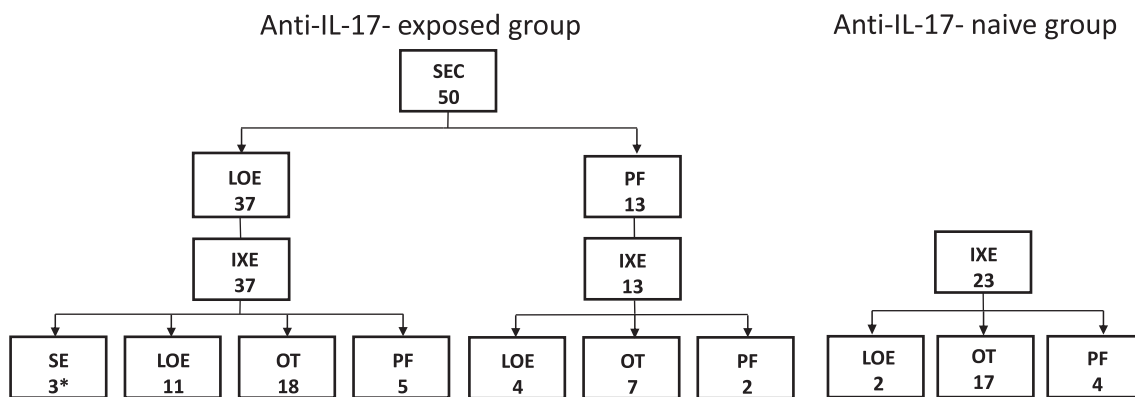 Anti-IL-17- exposed group
Anti-IL-17- naive group
SEC
50
LOE
37
PF
13
IXE
37
IXE
13
IXE
23
SE
3*
LOE
11
OT
18
PF
5
LOE
4
OT
7
PF
2
LOE
2
OT
17
PF
4